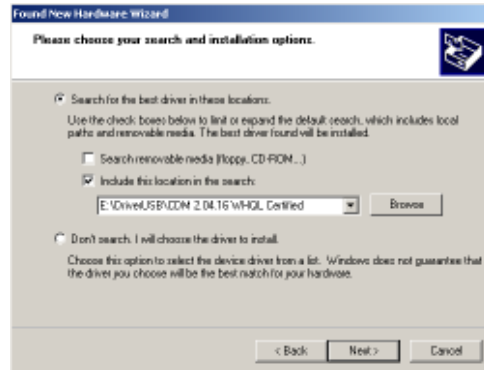 Found New Hardware Wizard
Please choose your search and installation options.
Search for the best driver in these locations.
Use the check boxes below to limit or expand the default search, which includes local
paths and removable media. The best driver found will be installed.
Search removable media (floppy, CD-ROM...)
Include this location in the search:
E:\Driver\USB\CDM 2.04.16 WHQL Certified
Browse
Don't search. I will choose the driver to install.
Choose this option to select the device driver from a list. Windows does not guarantee that
the driver you choose will be the best match for your hardware.
< Back
Next >
Cancel